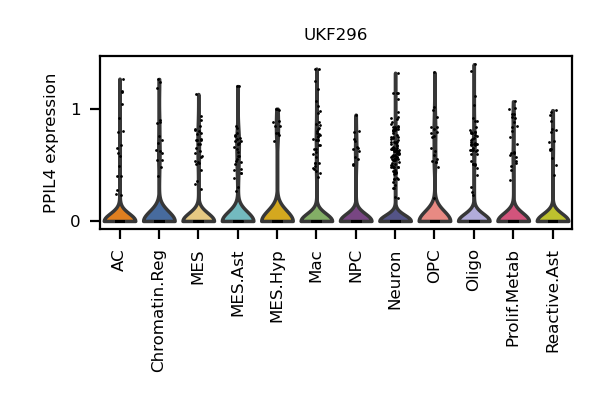 UKF296
PPIL4 expression
1
0
AC
Chromatin.Reg
MES
MES.Ast
MES.Hyp
Mac
NPC
Neuron
OPC
Oligo
Prolif.Metab
Reactive.Ast